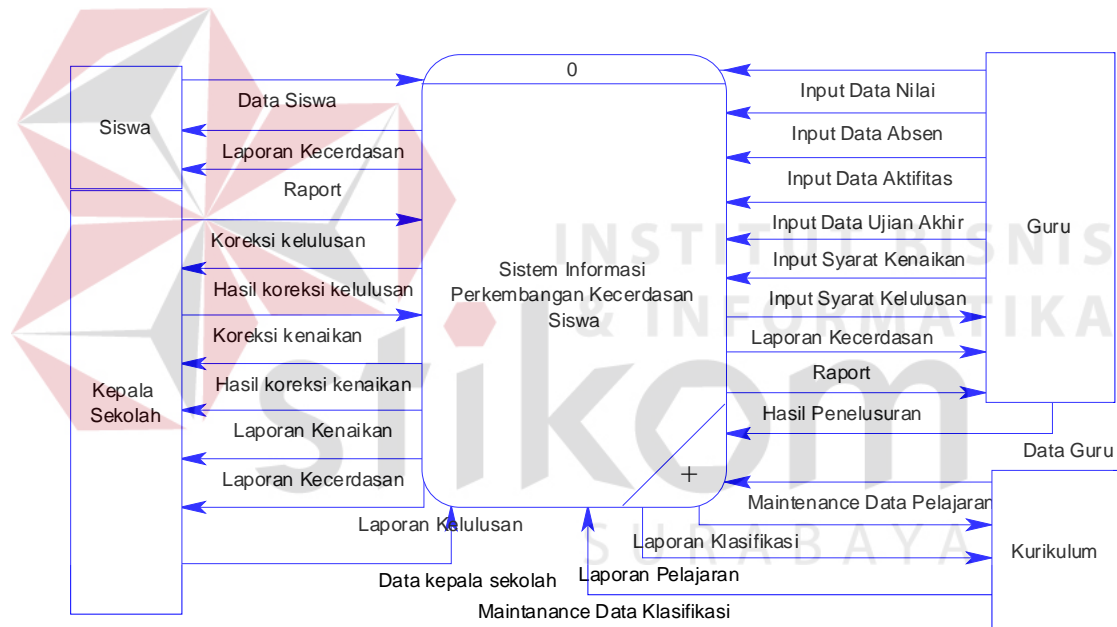 0
Siswa
Data Siswa
Laporan Kecerdasan
Raport
Kepala
Sekolah
Koreksi kelulusan
Hasil koreksi kelulusan
Koreksi kenaikan
Hasil koreksi kenaikan
Laporan Kenaikan
Laporan Kecerdasan
Laporan Kelulusan
Data kepala sekolah
Sistem Informasi
Perkembangan Kecerdasan
Siswa
+
Input Data Nilai
Input Data Absen
Input Data Aktifitas
Input Data Ujian Akhir
Input Syarat Kenaikan
Input Syarat Kelulusan
Laporan Kecerdasan
Raport
Hasil Penelusuran
Guru
Data Guru
Maintenance Data Pelajaran
Laporan Klasifikasi
Laporan Pelajaran
Maintanance Data Klasifikasi
Kurikulum
INSTITUT BISNIS
& INFORMATIKA
stikom
SURABAYA